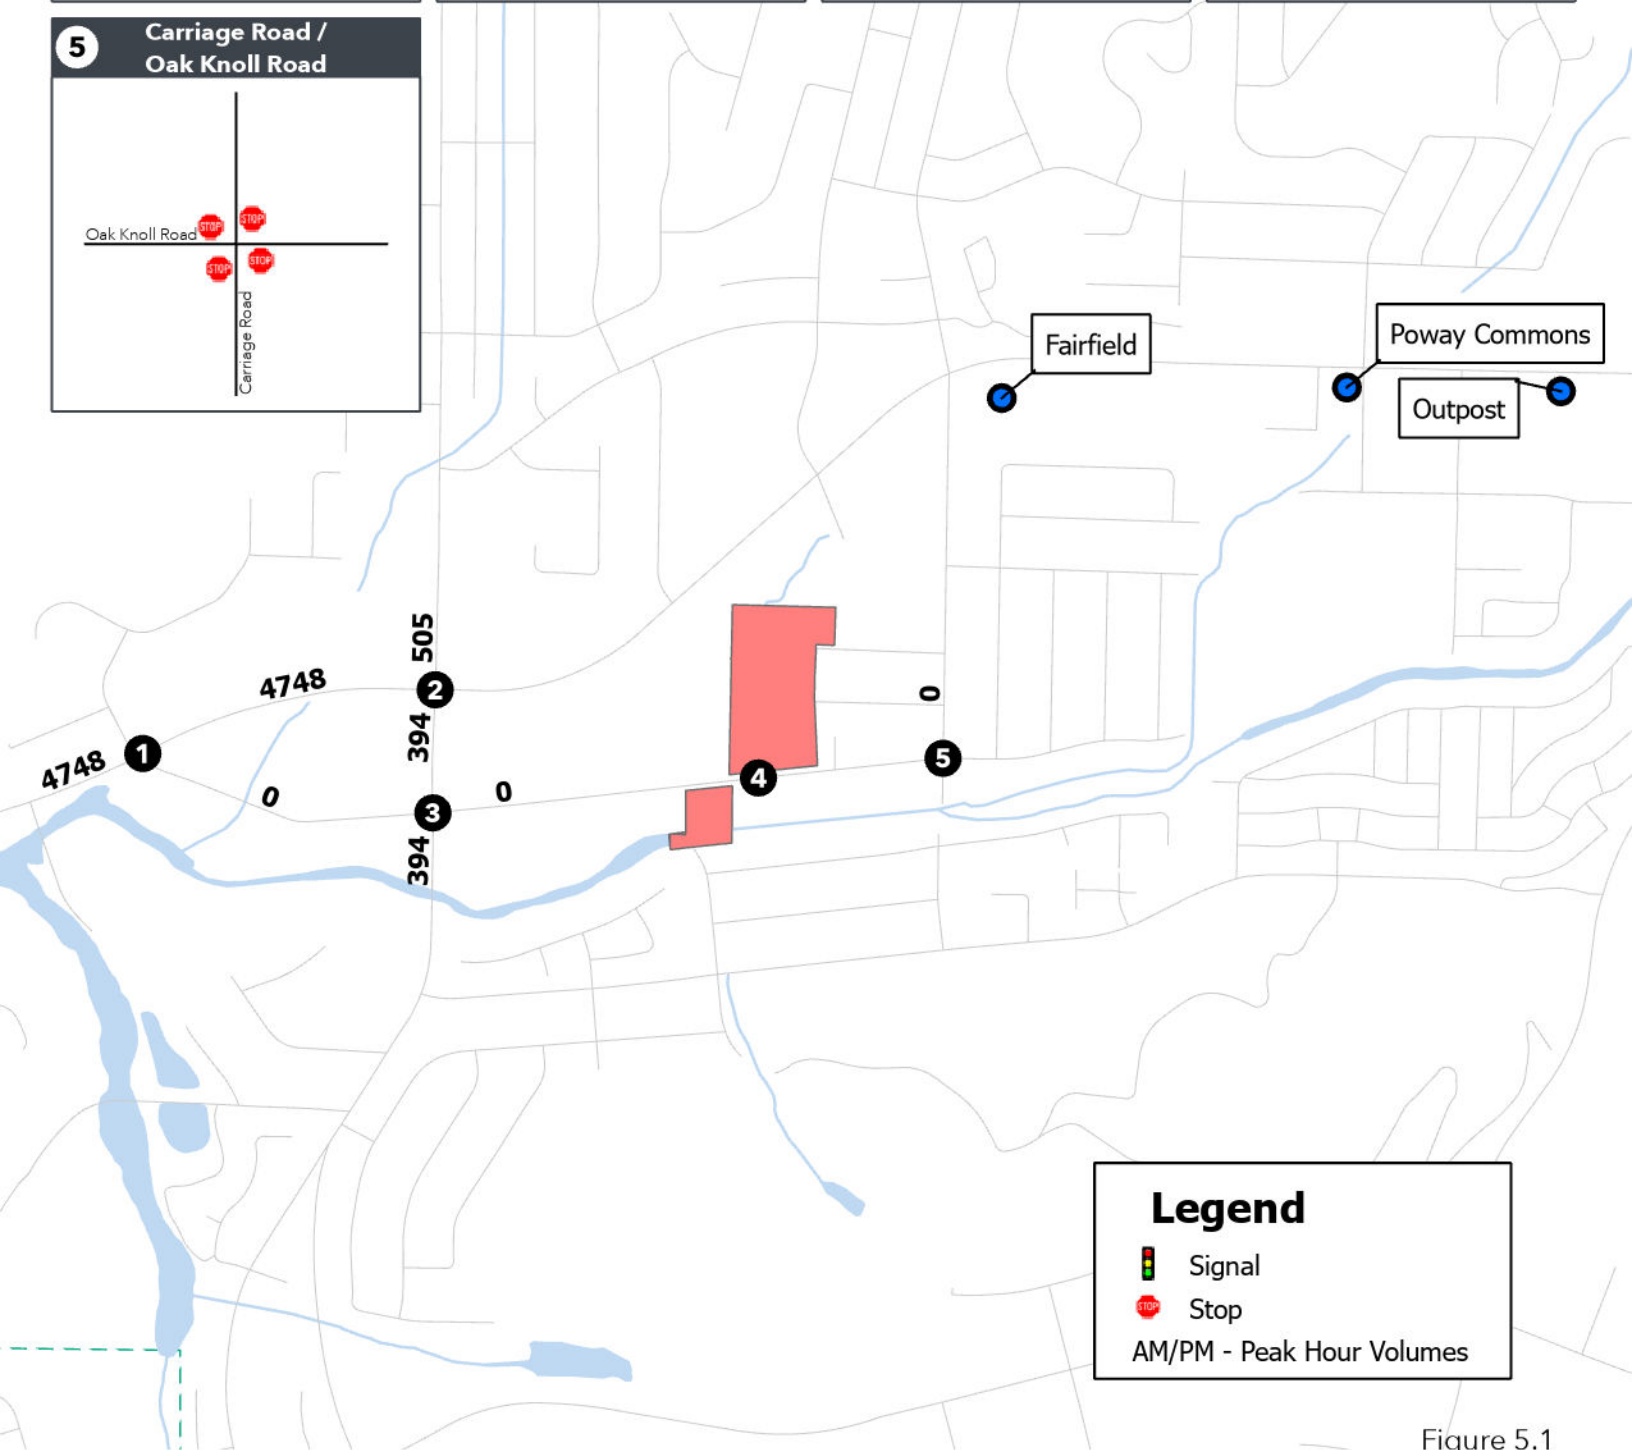 5
Carriage Road /
Oak Knoll Road
STOP
STOP
Oak Knoll Road
STOP
STOP
Carriage Road
Fairfield
Poway Commons
Outpost
505
4748
2
0
394
1
4748
5
4
0
0
3
394
Legend
Signal
STOP
Stop
AM/PM - Peak Hour Volumes
Figure 5.1